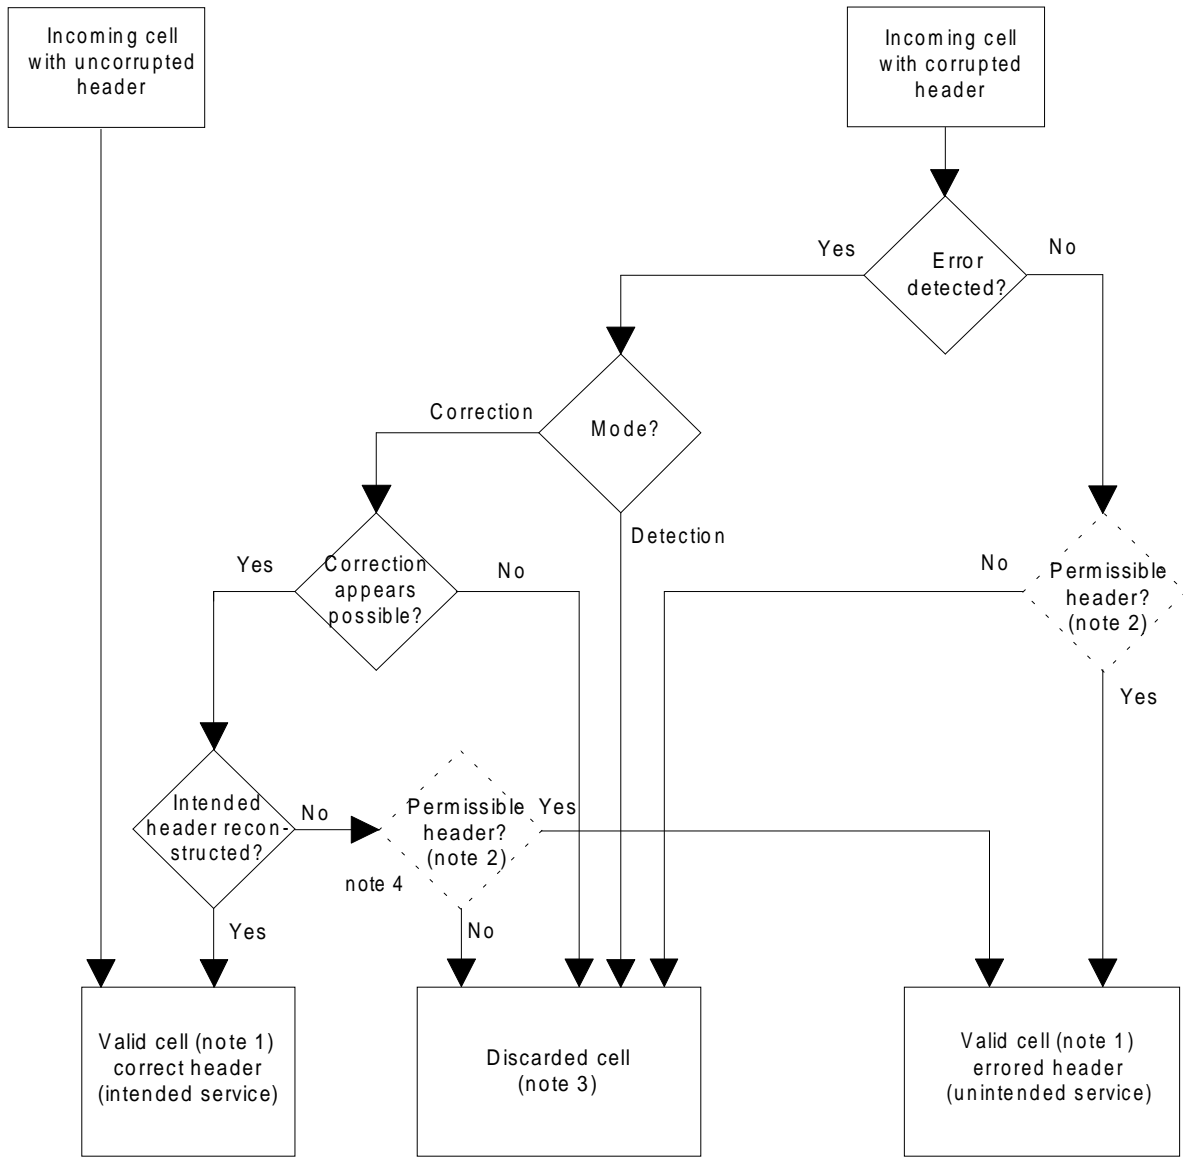 Incoming cell
with uncorrupted
header
Incoming cell
with corrupted
header
Yes
Error
detected?
No
Correction
Mode?
Detection
Yes
Correction
appears
possible?
No
No
Permissible
header?
(note 2)
Yes
Intended
header recon-
structed?
No
Permissible
header?
(note 2)
Yes
note 4
Yes
No
Valid cell (note 1)
correct header
(intended service)
Discarded cell
(note 3)
Valid cell (note 1)
errored header
(unintended service)